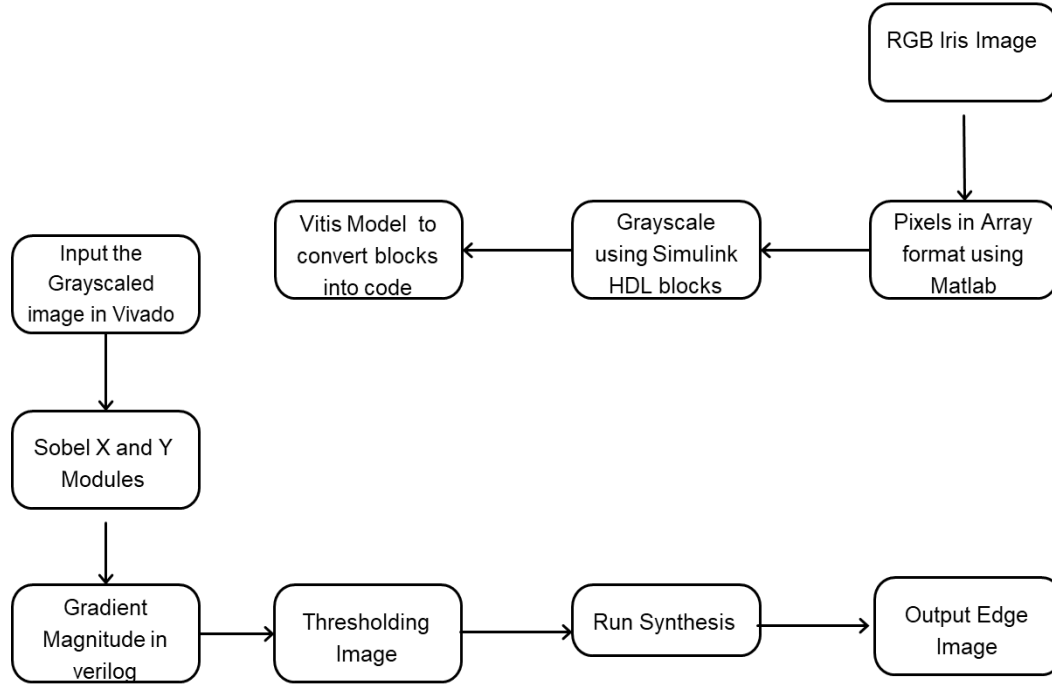 RGB Iris Image
Pixels in Array
format using
Matlab
Grayscale
using Simulink
HDL blocks
Vitis Model to
convert blocks
into code
Input the
Grayscaled
image in Vivado
Sobel X and Y
Modules
Gradient
Magnitude in
verilog
Thresholding
Image
Run Synthesis
Output Edge
Image